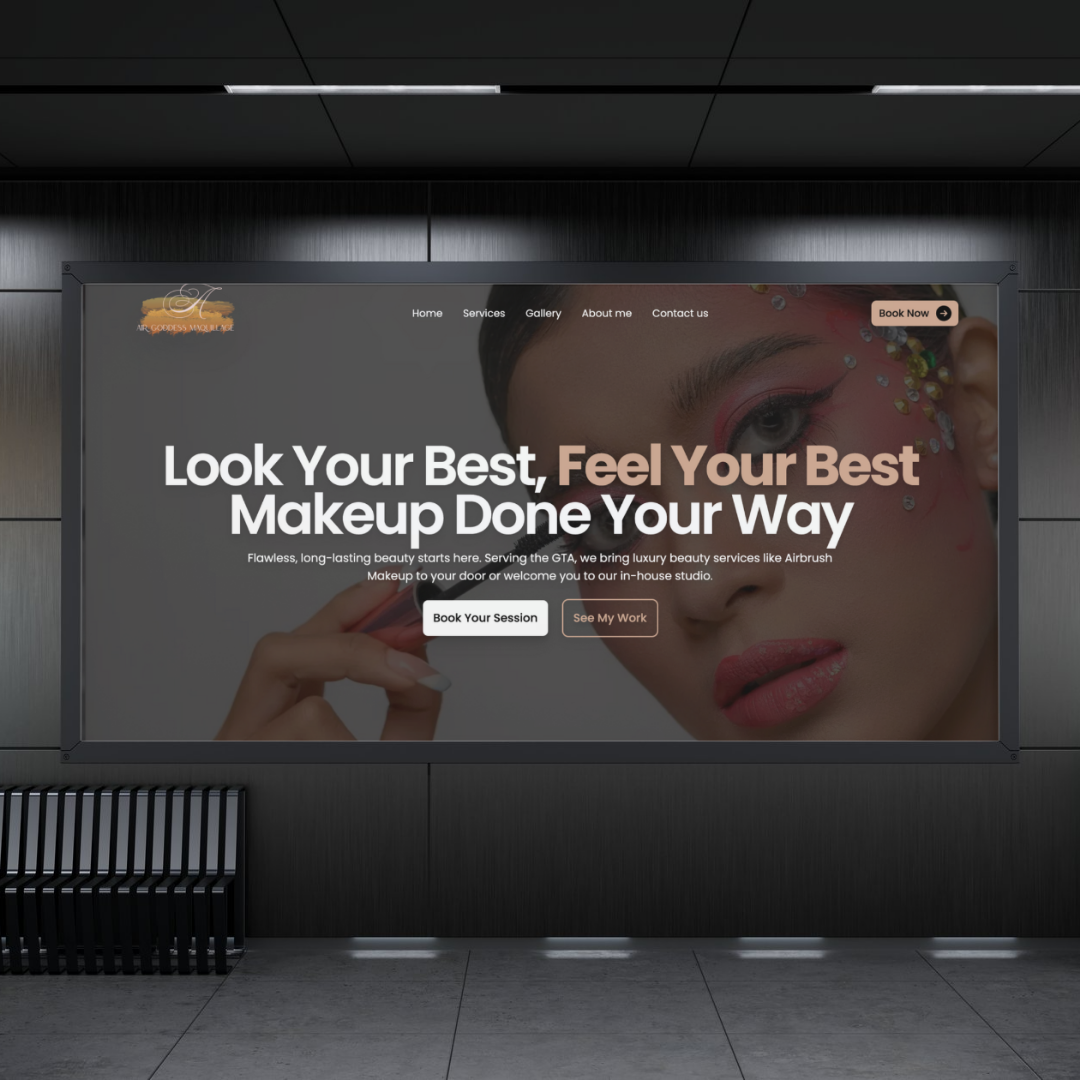 A
AIR GODDESS MAQUILLAGE
Home Services Gallery About me Contact us
Book Now
Look Your Best, Feel Your Best
Makeup Done Your Way
Flawless, long-lasting beauty starts here. Serving the GTA, we bring luxury beauty services like Airbrush
Makeup to your door or welcome you to our in-house studio.
Book Your Session
See My Work